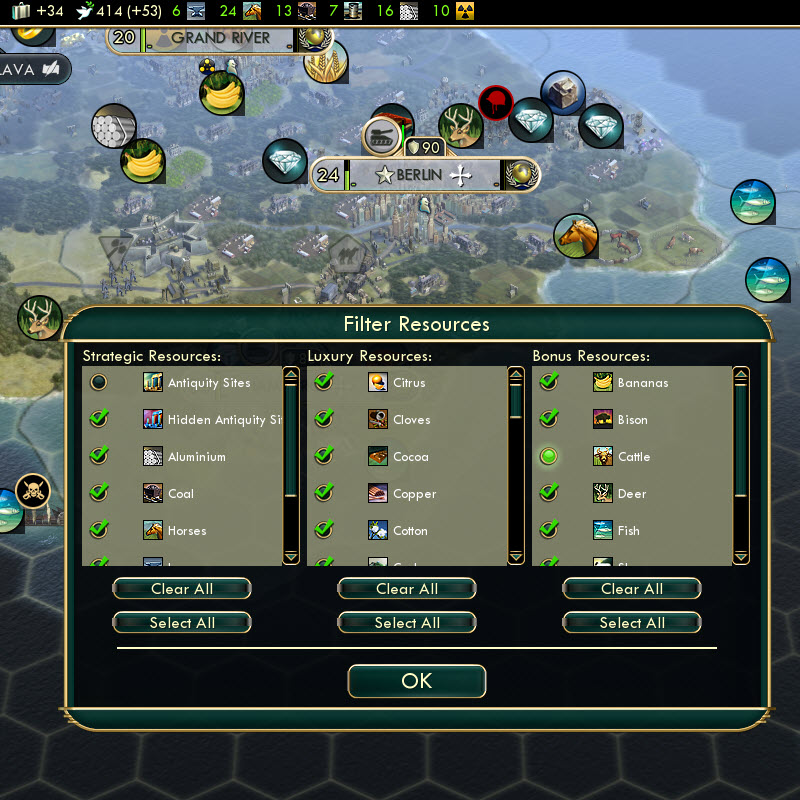 +34 414 (+53) 6 24 13 7 16 10
20 GRAND RIVER
LAVA
90
24 BERLIN
Filter Resources
Strategic Resources: Luxury Resources: Bonus Resources:
Antiquity Sites Citrus Bananas
Hidden Antiquity Si Cloves Bison
Aluminium Cocoa Cattle
Coal Copper Deer
Horses Cotton Fish
Clear All Clear All Clear All
Select All Select All Select All
OK